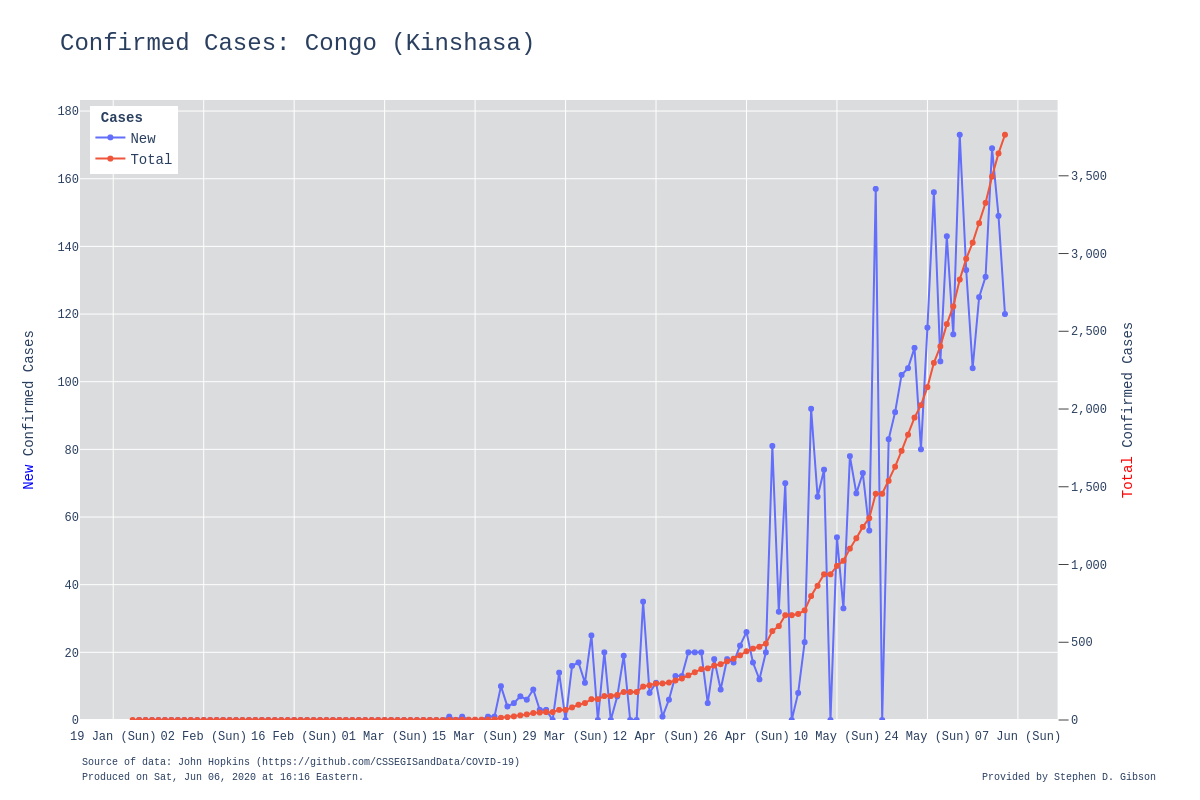 Confirmed Cases: Congo (Kinshasa)
Cases
New
Total
180
160
140
120
100
80
60
40
20
0
New Confirmed Cases
3,500
3,000
2,500
2,000
1,500
1,000
500
0
Total Confirmed Cases
19 Jan (Sun) 02 Feb (Sun) 16 Feb (Sun) 01 Mar (Sun) 15 Mar (Sun) 29 Mar (Sun) 12 Apr (Sun) 26 Apr (Sun) 10 May (Sun) 24 May (Sun) 07 Jun (Sun)
Source of data: John Hopkins (https://github.com/CSSEGISandData/COVID-19)
Produced on Sat, Jun 06, 2020 at 16:16 Eastern.
Provided by Stephen D. Gibson